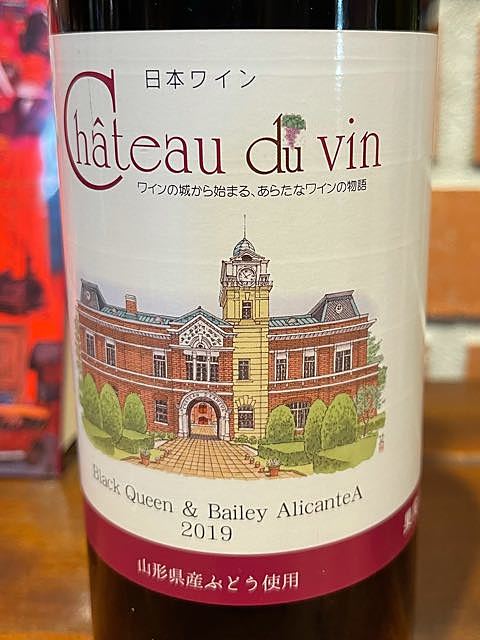 日本ワイン
Château du vin
ワインの城から始まる、あらたなワインの物語
Black Queen & Bailey AlicanteA
2019
山形県産ぶどう使用